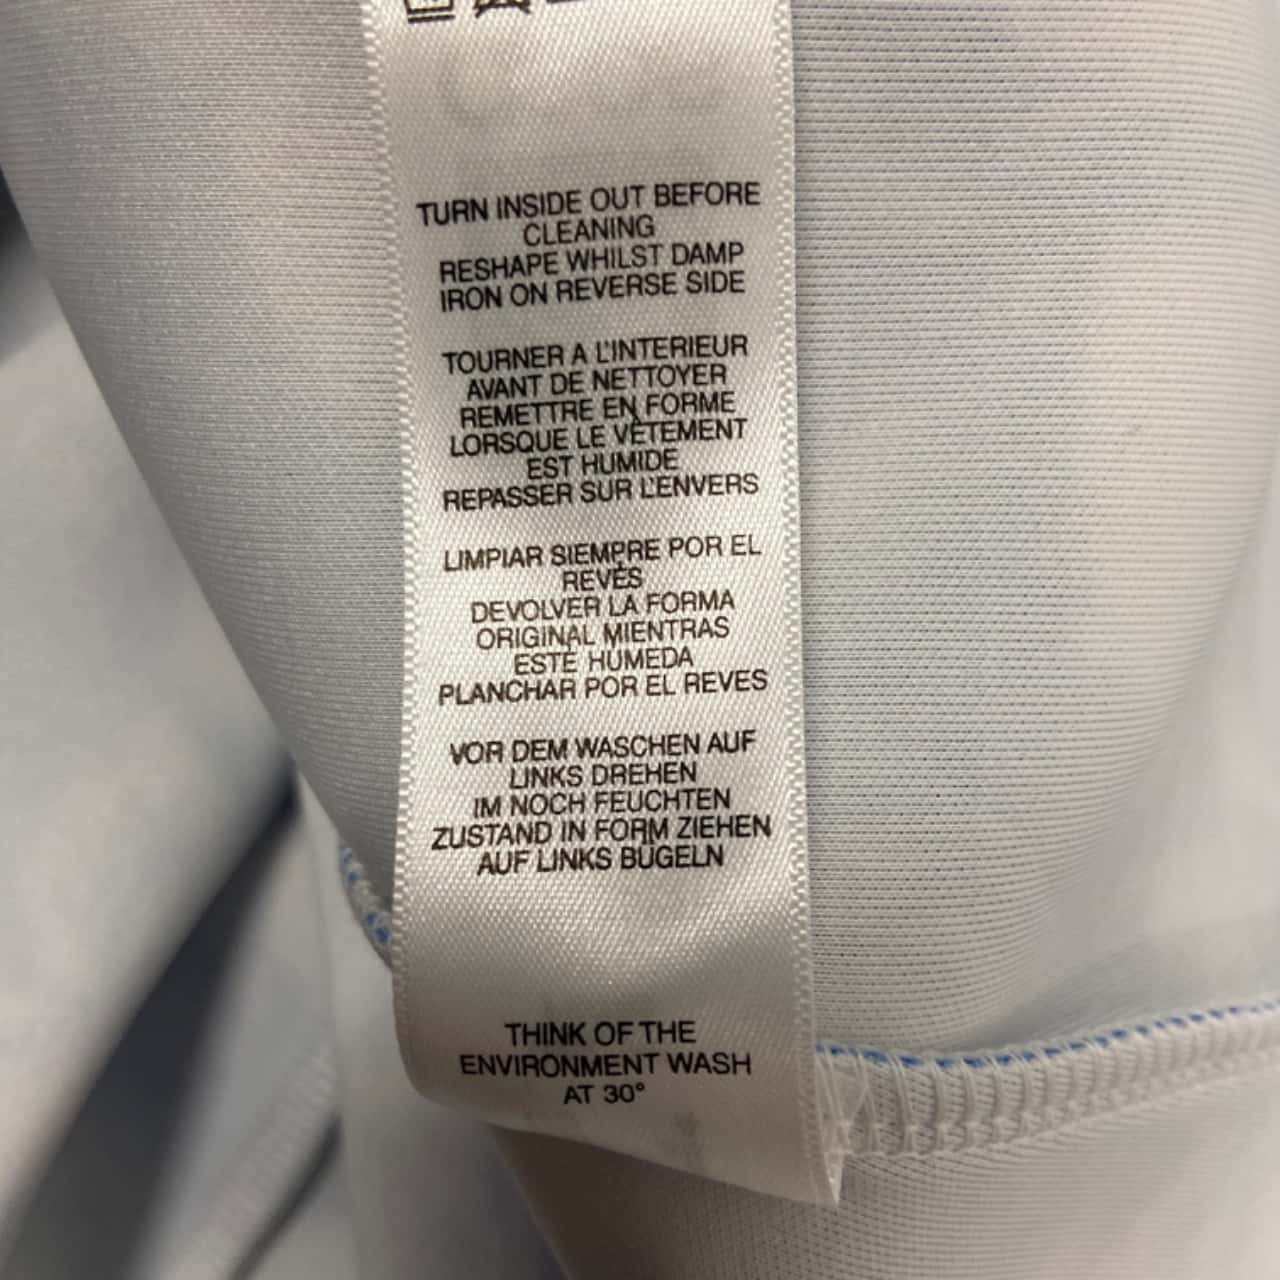 TURN INSIDE OUT BEFORE
CLEANING
RESHAPE WHILST DAMP
IRON ON REVERSE SIDE
TOURNER A L'INTERIEUR
AVANT DE NETTOYER
REMETTRE EN FORME
LORSQUE LE VÊTEMENT
EST HUMIDE
REPASSER SUR L'ENVERS
LIMPIAR SIEMPRE POR EL
REVÉS
DEVOLVER LA FORMA
ORIGINAL MIENTRAS
ESTÉ HUMEDA
PLANCHAR POR EL REVES
VOR DEM WASCHEN AUF
LINKS DREHEN
IM NOCH FEUCHTEN
ZUSTAND IN FORM ZIEHEN
AUF LINKS BÜGELN
THINK OF THE
ENVIRONMENT WASH
AT 30°